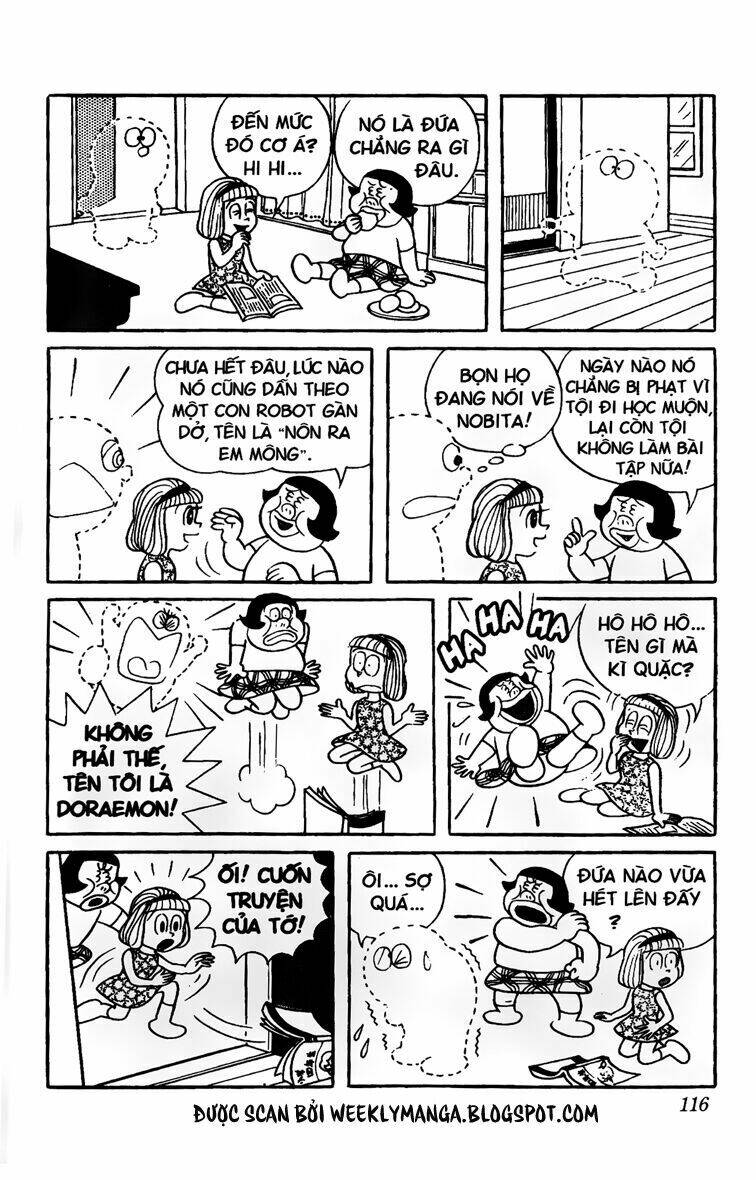 NÓ LÀ ĐỨA
CHẲNG RA GÌ
ĐÂU.
ĐẾN MỨC
ĐÓ CƠ Á?
HI HI...
NGÀY NÀO NÓ
CHẲNG BỊ PHẠT VÌ
TỘI ĐI HỌC MUỘN,
LẠI CÒN TỘI
KHÔNG LÀM BÀI
TẬP NỮA!
BỌN HỌ
ĐANG NÓI VỀ
NOBITA!
CHƯA HẾT ĐÂU, LÚC NÀO
NÓ CŨNG DẪN THEO
MỘT CON ROBOT GÀN
DỞ, TÊN LÀ “NÔN RA
EM MÔNG”.
HÔ HÔ HÔ...
TÊN GÌ MÀ
KÌ QUẶC?
HA HA HA
KHÔNG
PHẢI THẾ,
TÊN TÔI LÀ
DORAEMON!
ĐỨA NÀO VỪA
HÉT LÊN ĐẤY
?
ÔI... SỢ
QUÁ...
ỐI! CUỐN
TRUYỆN
CỦA TỚ!
116
ĐƯỢC SCAN BỞI WEEKLYMANGA.BLOGSPOT.COM